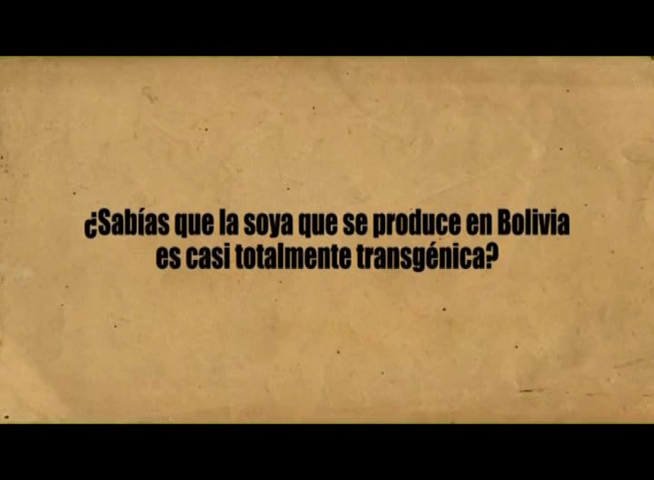 ¿Sabías que la soya que se produce en Bolivia
es casi totalmente transgénica?